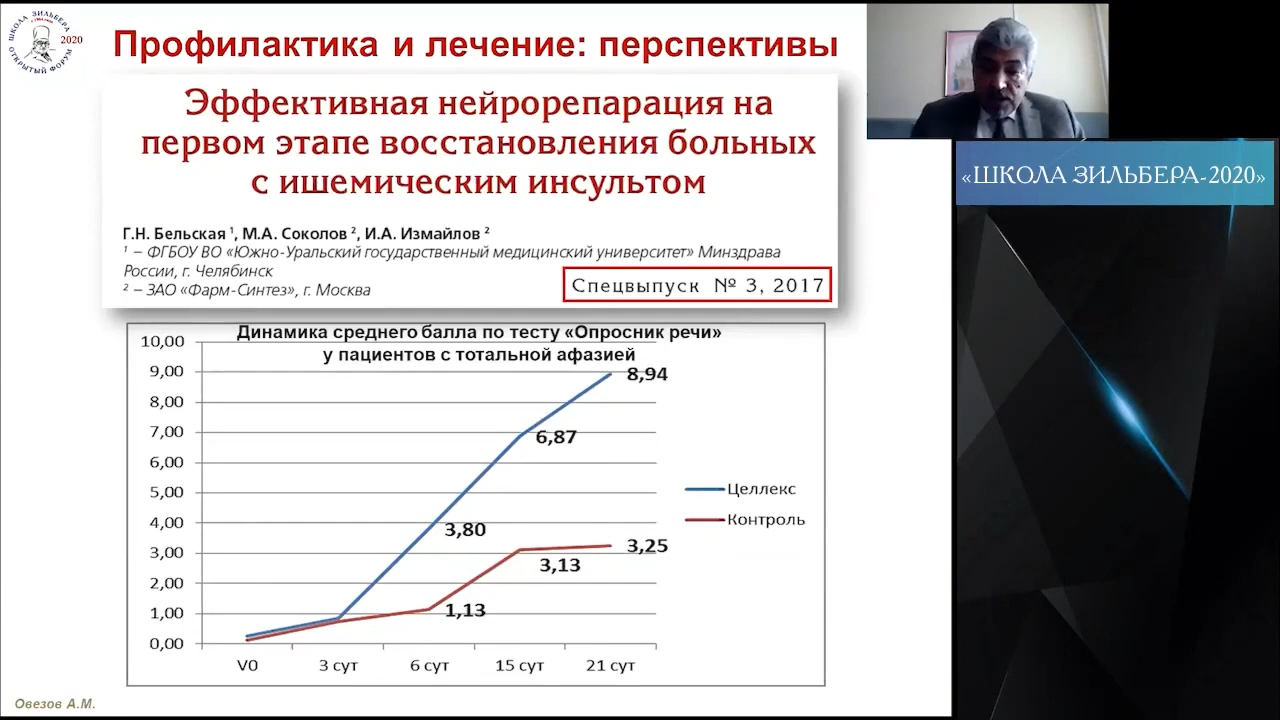 ШКОЛА ЗИЛЬБЕРА
ОТКРЫТЫЙ ФОРУМ
2020
Профилактика и лечение: перспективы
Эффективная нейрорепарация на
первом этапе восстановления больных
с ишемическим инсультом
Г.Н. Бельская ¹, М.А. Соколов ², И.А. Измайлов ²
¹ – ФГБОУ ВО «Южно-Уральский государственный медицинский университет» Минздрава
России, г. Челябинск
² – ЗАО «Фарм-Синтез», г. Москва
Спецвыпуск № 3, 2017
«ШКОЛА ЗИЛЬБЕРА-2020»
Динамика среднего балла по тесту «Опросник речи»
у пациентов с тотальной афазией
10,00
9,00
8,00
7,00
6,00
5,00
4,00
3,00
2,00
1,00
0,00
8,94
6,87
3,80
3,25
3,13
1,13
V0
3 сут
6 сут
15 сут
21 сут
Целлекс
Контроль
Овезов А.М.